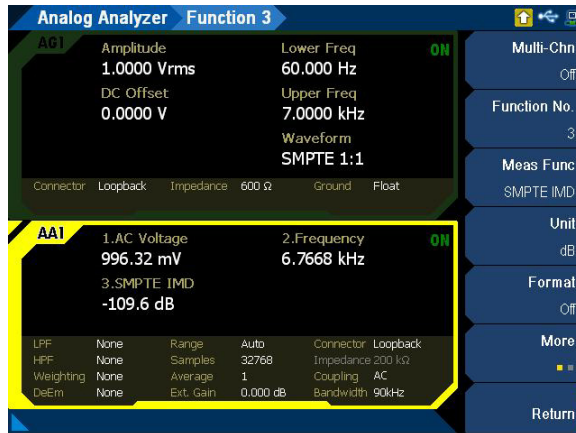 Analog Analyzer Function 3
AG1
Amplitude Lower Freq ON
1.0000 Vrms 60.000 Hz
DC Offset Upper Freq
0.0000 V 7.0000 kHz
Waveform
SMPTE 1:1
Connector Loopback Impedance 600 Ω Ground Float
AA1
1.AC Voltage 2.Frequency ON
996.32 mV 6.7668 kHz
3.SMPTE IMD
-109.6 dB
LPF None Range Auto Connector Loopback
HPF None Samples 32768 Impedance 200 kΩ
Weighting None Average 1 Coupling AC
DeEm None Ext. Gain 0.000 dB Bandwidth 90kHz
Multi-Chn
Off
Function No.
3
Meas Func
SMPTE IMD
Unit
dB
Format
Off
More
Return